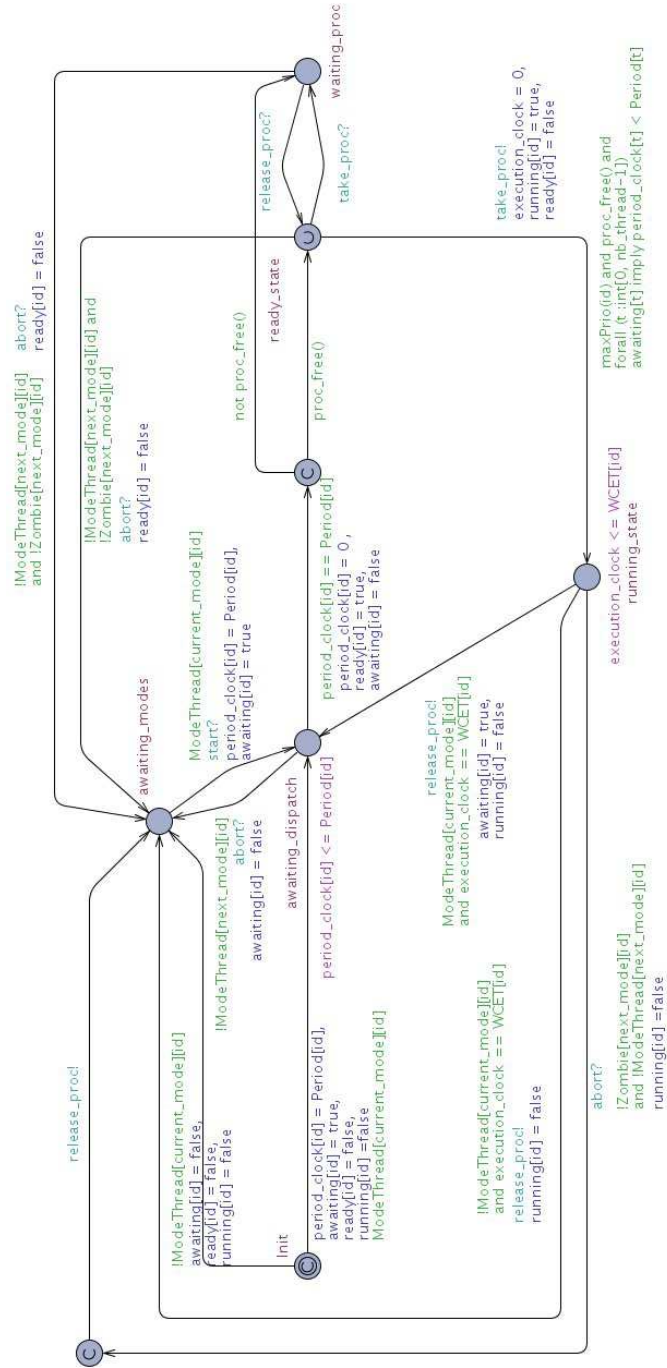 release_proc!
C
!ModeThread[next_mode][id]
and !Zombie[next_mode][id]
abort?
ready[id] = false
!ModeThread[next_mode][id] and
!Zombie[next_mode][id]
abort?
ready[id] = false
awaiting_modes
!ModeThread[current_mode][id]
awaiting[id] = false,
ready[id] = false,
running[id] = false
!ModeThread[next_mode][id]
abort?
awaiting[id] = false
ModeThread[current_mode][id]
start?
period_clock[id] = Period[id],
awaiting[id] = true
not proc_free()
release_proc?
Init
C
period_clock[id] = Period[id],
awaiting[id] = true,
ready[id] = false,
running[id] =false
ModeThread[current_mode][id]
awaiting_dispatch
period_clock[id] <= Period[id]
period_clock[id] == Period[id]
period_clock[id] = 0 ,
ready[id] = true,
awaiting[id] = false
C
proc_free()
ready_state
U
take_proc?
waiting_proc
release_proc!
ModeThread[current_mode][id]
and execution_clock == WCET[id]
awaiting[id] = true,
running[id] = false
take_proc!
execution_clock = 0,
running[id] = true,
ready[id] = false
!ModeThread[current_mode][id]
and execution_clock == WCET[id]
release_proc!
running[id] = false
execution_clock <= WCET[id]
running_state
maxPrio(id) and proc_free() and
forall (t :int[0, nb_thread-1])
awaiting[t] imply period_clock[t] < Period[t]
abort?
!Zombie[next_mode][id]
and !ModeThread[next_mode][id]
running[id] =false